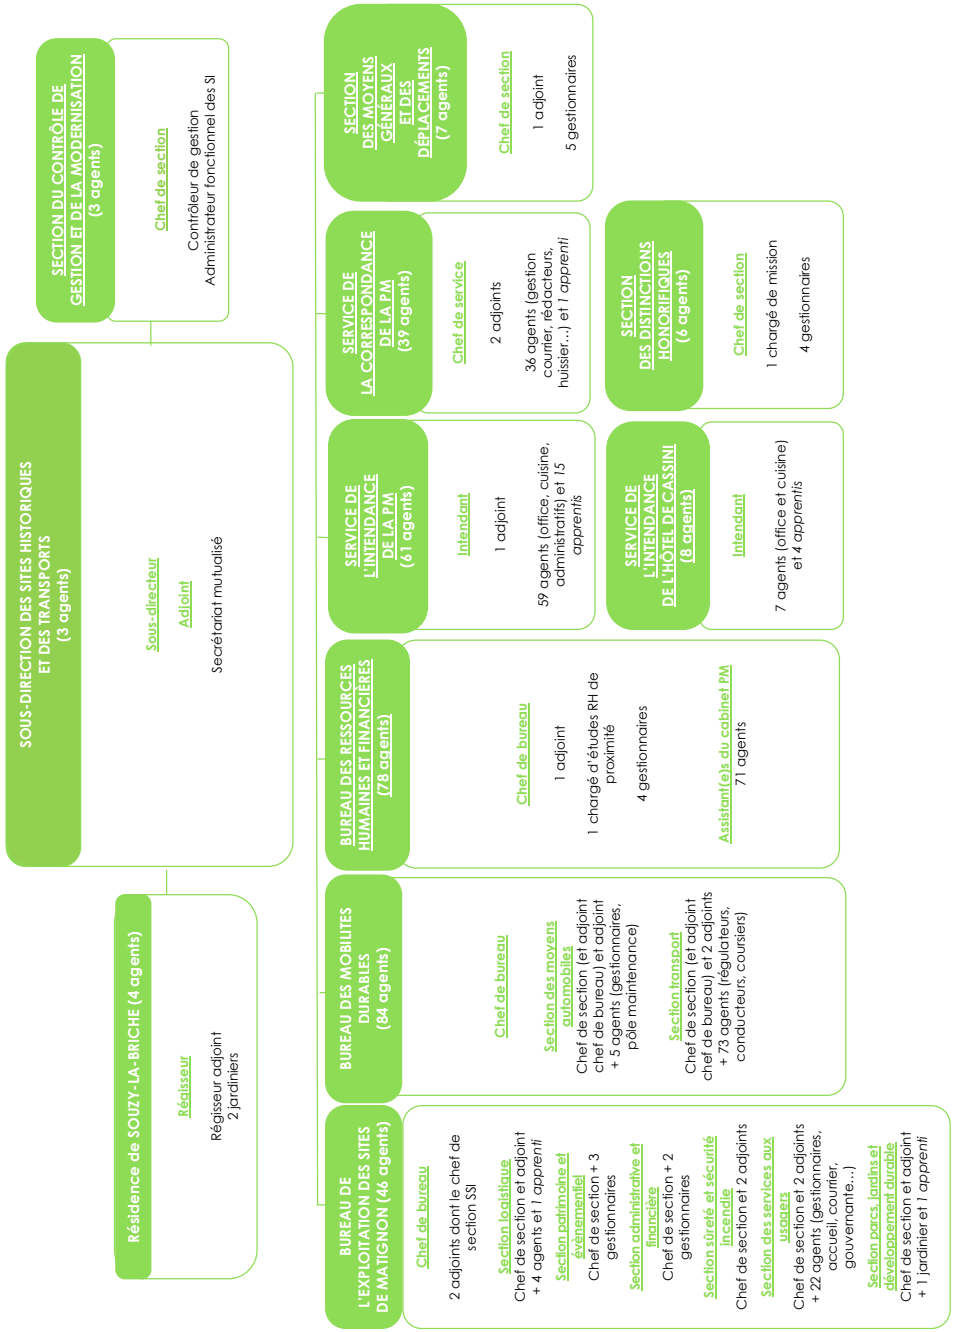 SOUS-DIRECTION DES SITES HISTORIQUES
ET DES TRANSPORTS
(3 agents)
Sous-directeur
Adjoint
Secrétariat mutualisé
Résidence de SOUZY-LA-BRICHE (4 agents)
Régisseur
Régisseur adjoint
2 jardiniers
SECTION DU CONTRÔLE DE
GESTION ET DE LA MODERNISATION
(3 agents)
Chef de section
Contrôleur de gestion
Administrateur fonctionnel des SI
BUREAU DE
L'EXPLOITATION DES SITES
DE MATIGNON (46 agents)
Chef de bureau
2 adjoints dont le chef de
section SSI
Section logistique
Chef de section et adjoint
+ 4 agents et 1 apprenti
Section patrimoine et
évènementiel
Chef de section + 3
gestionnaires
Section administrative et
financière
Chef de section + 2
gestionnaires
Section sûreté et sécurité
incendie
Chef de section et 2 adjoints
Section des services aux
usagers
Chef de section et 2 adjoints
+ 22 agents (gestionnaires,
accueil, courrier,
gouvernante...)
Section parcs, jardins et
développement durable
Chef de section et adjoint
+ 1 jardinier et 1 apprenti
BUREAU DES MOBILITES
DURABLES
(84 agents)
Chef de bureau
Section des moyens
automobiles
Chef de section (et adjoint
chef de bureau) et adjoint
+ 5 agents (gestionnaires,
pôle maintenance)
Section transport
Chef de section (et adjoint
chef de bureau) et 2 adjoints
+ 73 agents (régulateurs,
conducteurs, coursiers)
BUREAU DES RESSOURCES
HUMAINES ET FINANCIÈRES
(78 agents)
Chef de bureau
1 adjoint
1 chargé d'études RH de
proximité
4 gestionnaires
Assistant(e)s du cabinet PM
71 agents
SERVICE DE
L'INTENDANCE
DE LA PM
(61 agents)
Intendant
1 adjoint
59 agents (office, cuisine,
administratifs) et 15
apprentis
SERVICE DE
LA CORRESPONDANCE
DE LA PM
(39 agents)
Chef de service
2 adjoints
36 agents (gestion
courrier, rédacteurs,
huissier...) et 1 apprenti
SECTION
DES MOYENS
GÉNÉRAUX
ET DES
DÉPLACEMENTS
(7 agents)
Chef de section
1 adjoint
5 gestionnaires
SERVICE DE
L'INTENDANCE
DE L'HÔTEL DE CASSINI
(8 agents)
Intendant
7 agents (office et cuisine)
et 4 apprentis
SECTION
DES DISTINCTIONS
HONORIFIQUES
(6 agents)
Chef de section
1 chargé de mission
4 gestionnaires